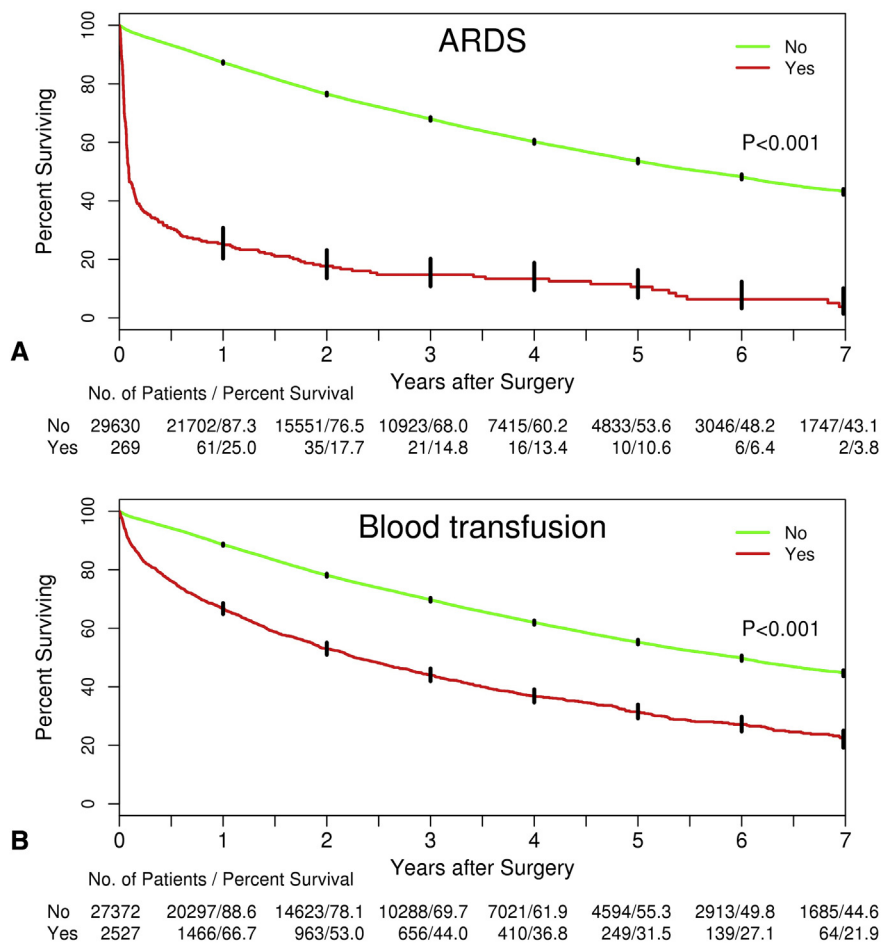 ARDS
No
Yes
P<0.001
Percent Surviving
100
80
60
40
20
0
0 1 2 3 4 5 6 7
A
Years after Surgery
No. of Patients / Percent Survival
No 29630 21702/87.3 15551/76.5 10923/68.0 7415/60.2 4833/53.6 3046/48.2 1747/43.1
Yes 269 61/25.0 35/17.7 21/14.8 16/13.4 10/10.6 6/6.4 2/3.8
Blood transfusion
No
Yes
P<0.001
Percent Surviving
100
80
60
40
20
0
0 1 2 3 4 5 6 7
B
Years after Surgery
No. of Patients / Percent Survival
No 27372 20297/88.6 14623/78.1 10288/69.7 7021/61.9 4594/55.3 2913/49.8 1685/44.6
Yes 2527 1466/66.7 963/53.0 656/44.0 410/36.8 249/31.5 139/27.1 64/21.9